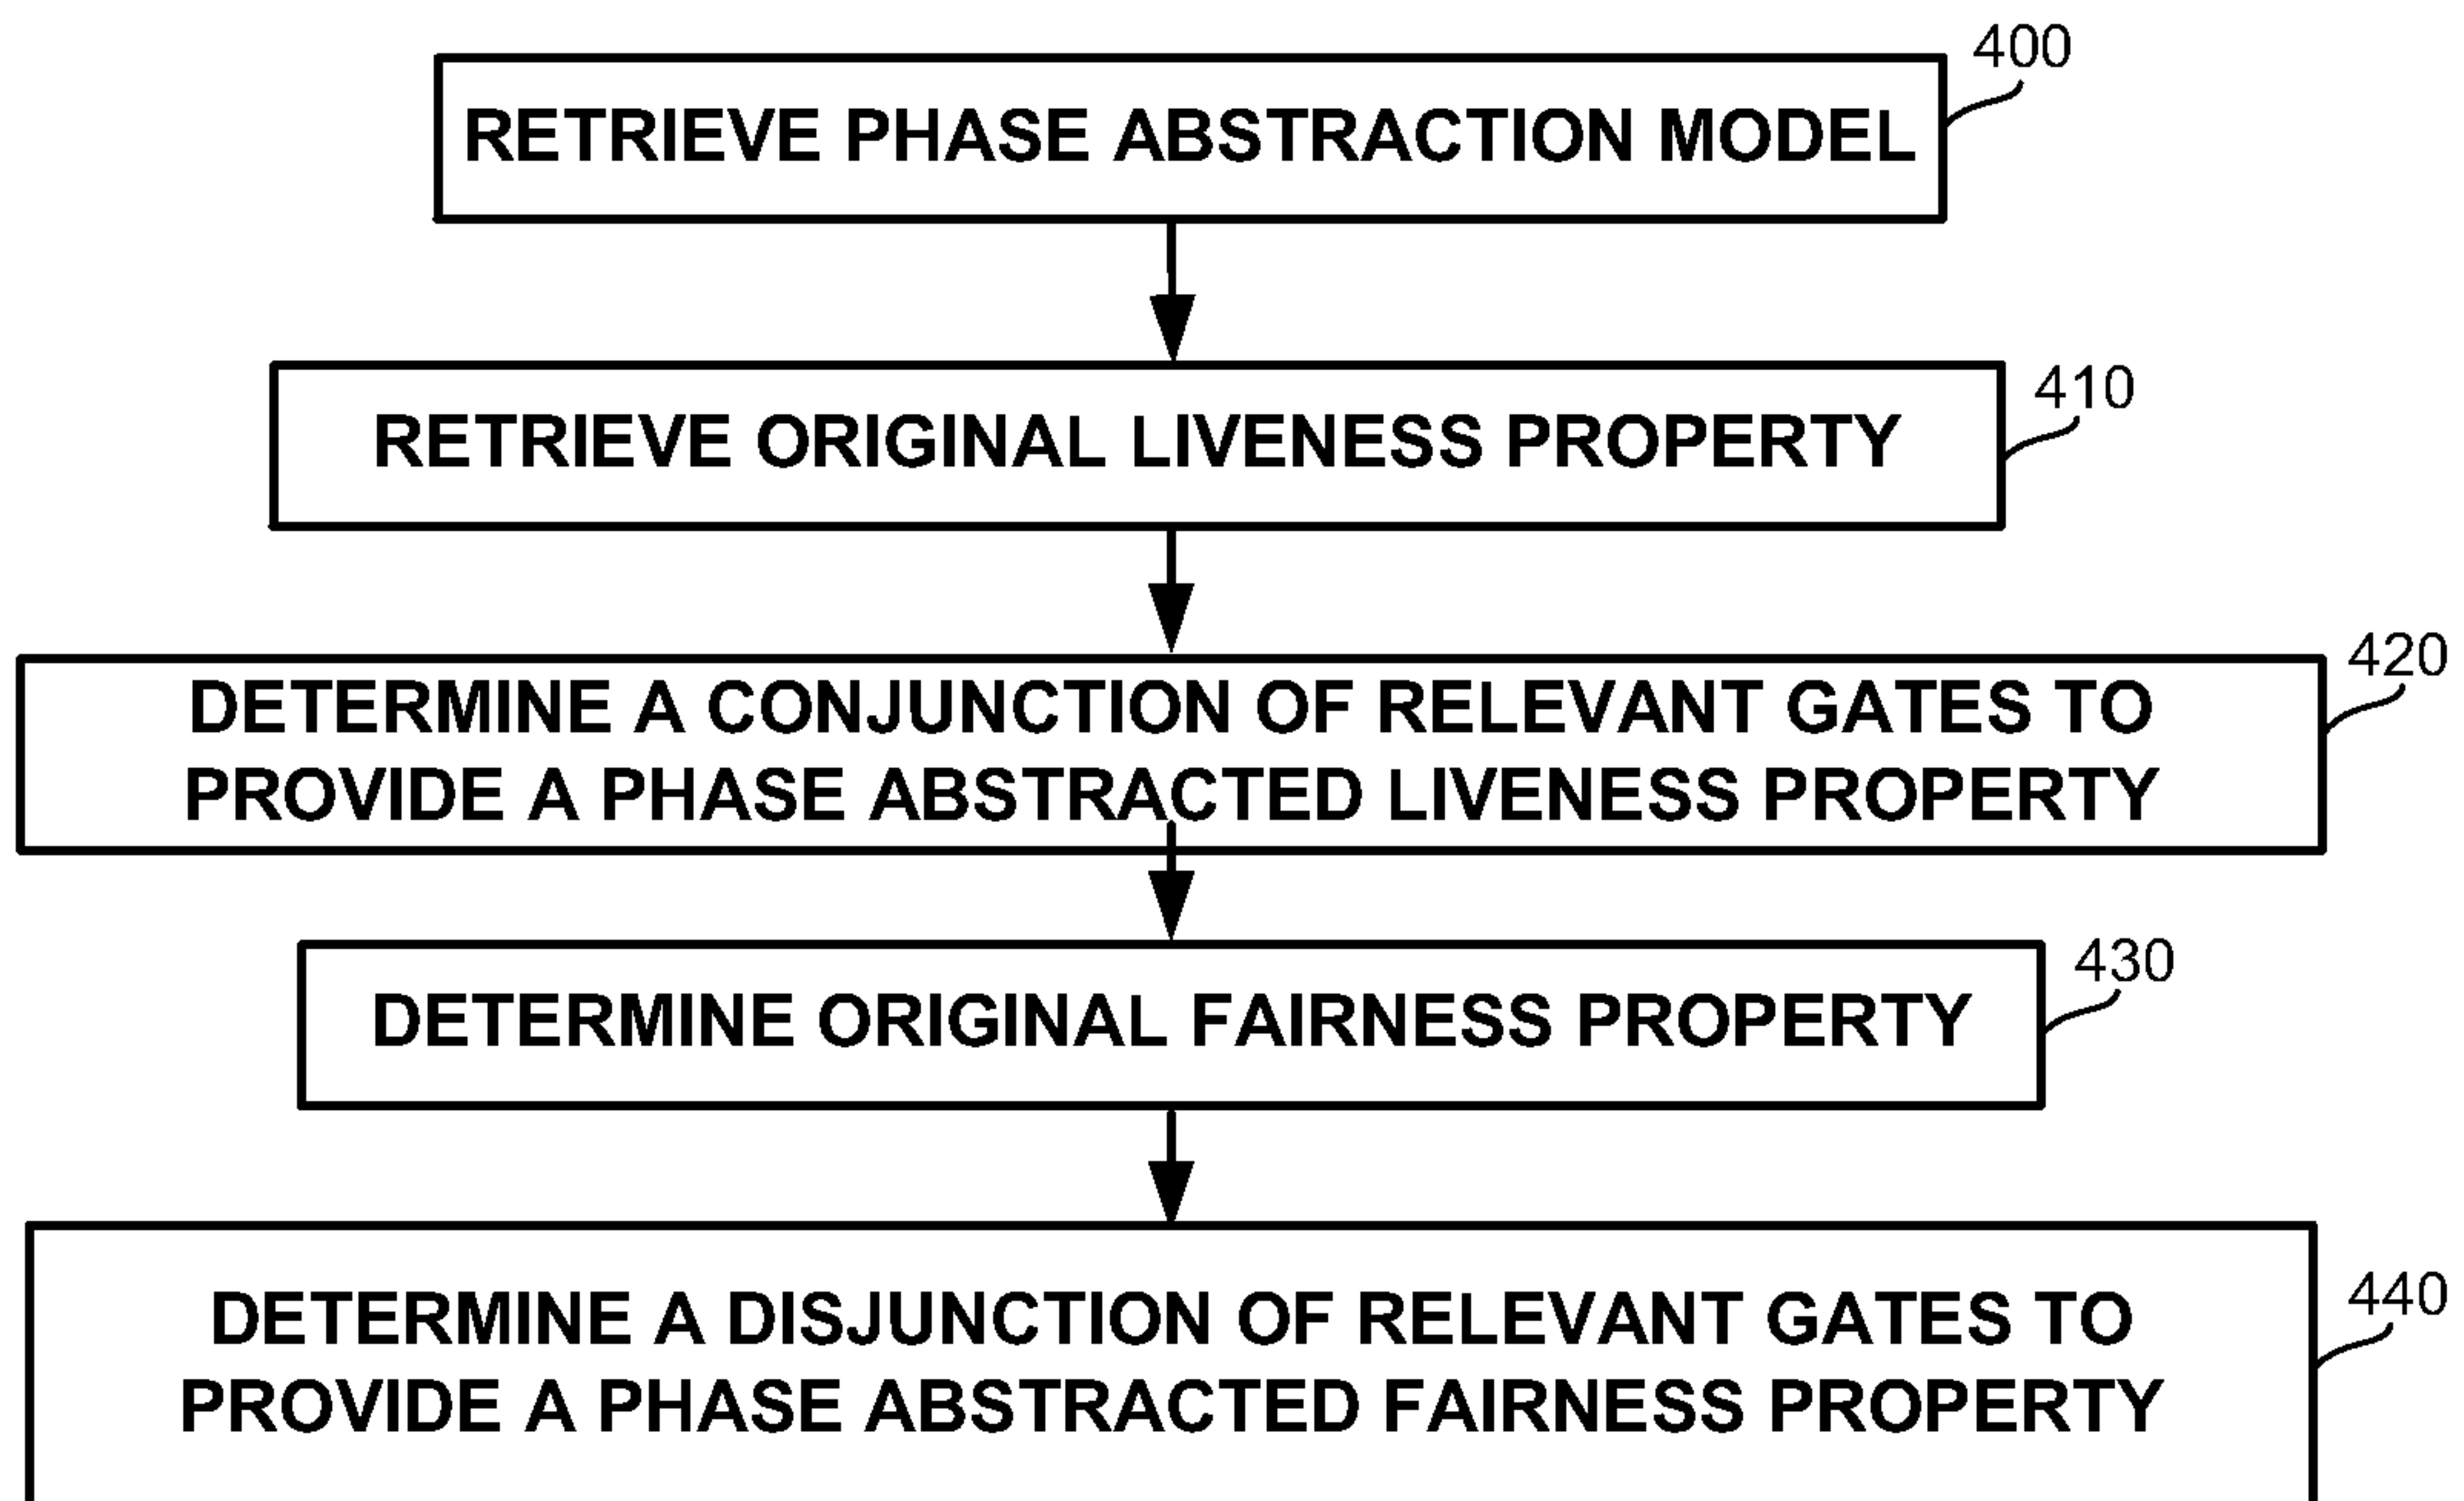 400
RETRIEVE PHASE ABSTRACTION MODEL
410
RETRIEVE ORIGINAL LIVENESS PROPERTY
420
DETERMINE A CONJUNCTION OF RELEVANT GATES TO
PROVIDE A PHASE ABSTRACTED LIVENESS PROPERTY
430
DETERMINE ORIGINAL FAIRNESS PROPERTY
440
DETERMINE A DISJUNCTION OF RELEVANT GATES TO
PROVIDE A PHASE ABSTRACTED FAIRNESS PROPERTY